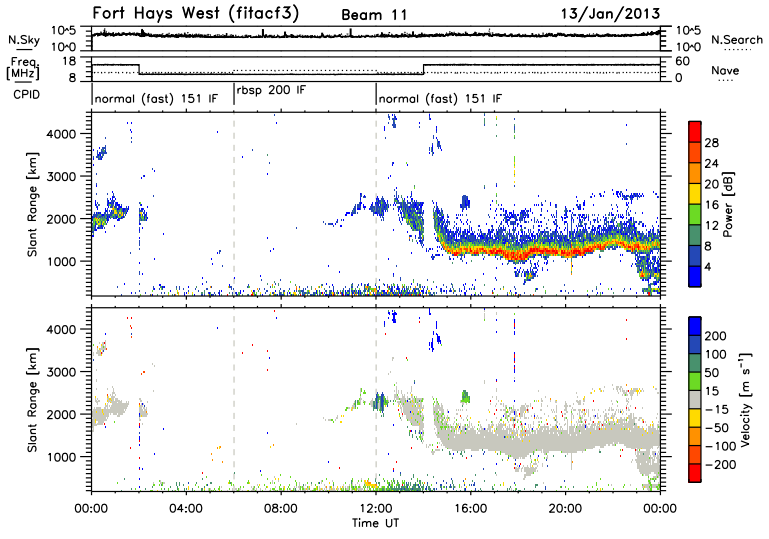 Fort Hays West (fitacf3) Beam 11 13/Jan/2013
N.Sky 10^5 10^0 10^5 10^0 N.Search
Freq. [MHz] 18 8 60 0 Nave
CPID normal (fast) 151 IF rbsp 200 IF normal (fast) 151 IF
Slant Range [km]
4000
3000
2000
1000
28
24
20
16
12
8
4
Power [dB]
Slant Range [km]
4000
3000
2000
1000
200
100
50
15
-15
-50
-100
-200
Velocity [m s⁻¹]
00:00 04:00 08:00 12:00 16:00 20:00 00:00
Time UT